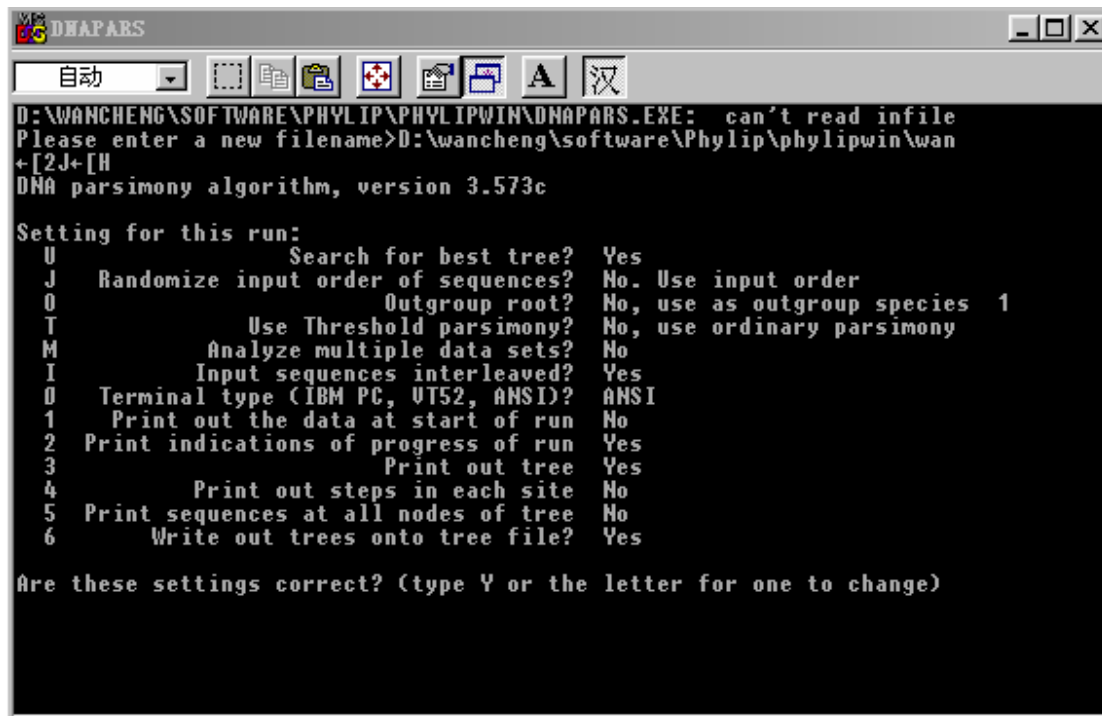 DNAPARS
自动 A 汉
D:\WANCHENG\SOFTWARE\PHYLIP\PHYLIPWIN\DNAPARS.EXE:  can't read infile
Please enter a new filename>D:\wancheng\software\Phylip\phylipwin\wan
←[2J←[H
DNA parsimony algorithm, version 3.573c
Setting for this run:
U Search for best tree? Yes
J Randomize input order of sequences? No. Use input order
O Outgroup root? No, use as outgroup species 1
T Use Threshold parsimony? No, use ordinary parsimony
M Analyze multiple data sets? No
I Input sequences interleaved? Yes
0 Terminal type (IBM PC, VT52, ANSI)? ANSI
1 Print out the data at start of run No
2 Print indications of progress of run Yes
3 Print out tree Yes
4 Print out steps in each site No
5 Print sequences at all nodes of tree No
6 Write out trees onto tree file? Yes
Are these settings correct? (type Y or the letter for one to change)